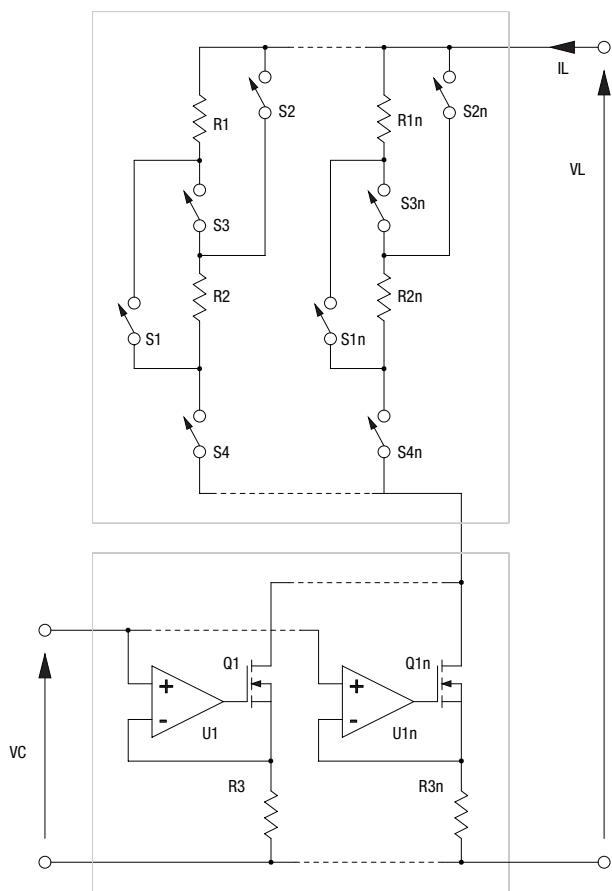 IL
S2
S2n
R1
R1n
VL
S3
S3n
R2
R2n
S1
S1n
S4
S4n
Q1
Q1n
+
+
-
-
U1
U1n
VC
R3
R3n